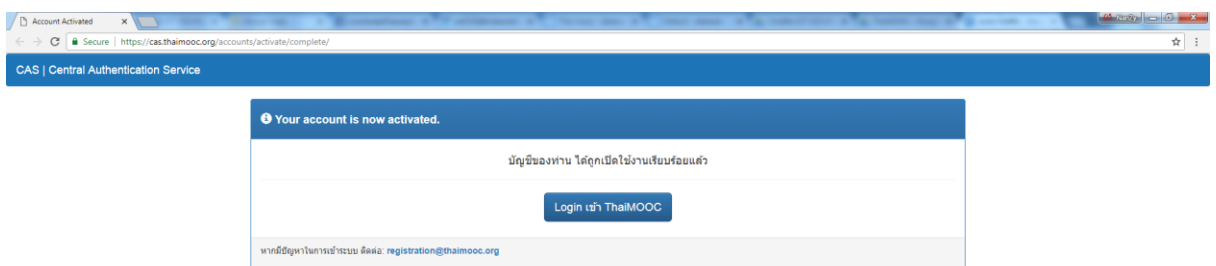 Account Activated
Secure | https://cas.thaimooc.org/accounts/activate/complete/
CAS | Central Authentication Service
Your account is now activated.
บัญชีของท่าน ได้ถูกเปิดใช้งานเรียบร้อยแล้ว
Login เข้า ThaiMOOC
หากมีปัญหาในการเข้าระบบ ติดต่อ: registration@thaimooc.org